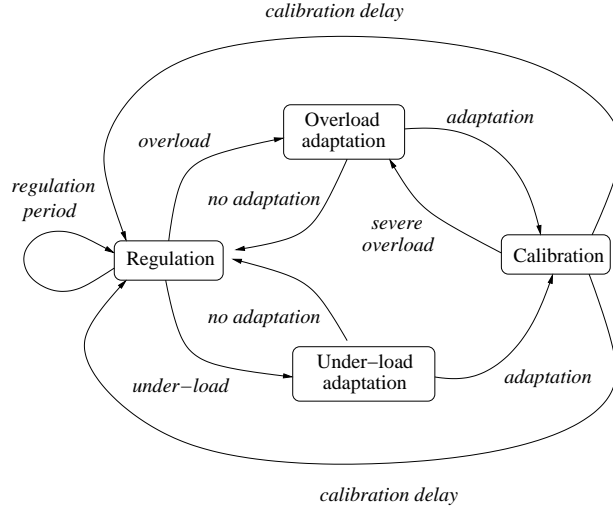 calibration delay
Overload
adaptation
adaptation
overload
regulation
period
no adaptation
severe
overload
Regulation
Calibration
no adaptation
Under−load
adaptation
under−load
adaptation
calibration delay